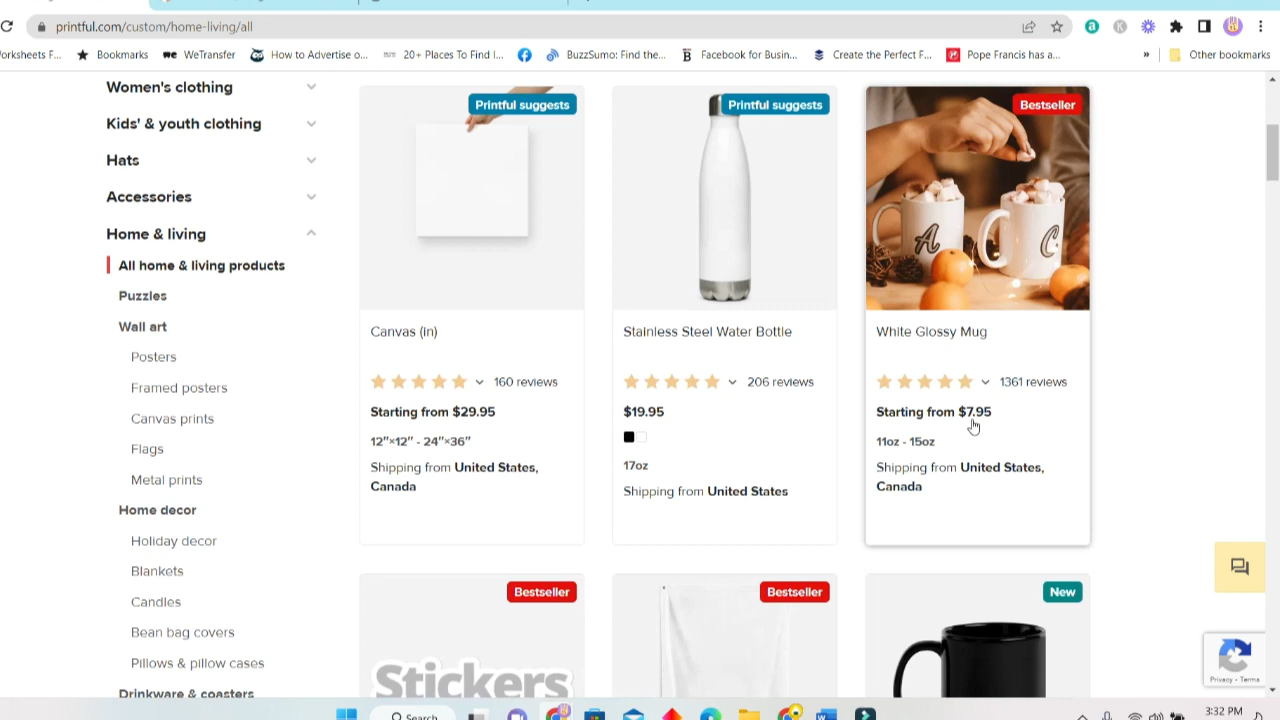 printful.com/custom/home-living/all
orksheets F...
Bookmarks
WeTransfer
How to Advertise o...
20+ Places To Find I...
BuzzSumo: Find the...
Facebook for Busin...
Create the Perfect F...
Pope Francis has a...
»
Other bookmarks
Women's clothing
Kids' & youth clothing
Hats
Accessories
Home & living
All home & living products
Puzzles
Wall art
Posters
Framed posters
Canvas prints
Flags
Metal prints
Home decor
Holiday decor
Blankets
Candles
Bean bag covers
Pillows & pillow cases
Drinkware & coasters
Printful suggests
Canvas (in)
160 reviews
Starting from $29.95
12″×12″ - 24″×36″
Shipping from United States,
Canada
Printful suggests
Stainless Steel Water Bottle
206 reviews
$19.95
17oz
Shipping from United States
Bestseller
A C
White Glossy Mug
1361 reviews
Starting from $7.95
11oz - 15oz
Shipping from United States,
Canada
Bestseller
Stickers
Bestseller
New
Privacy - Terms
Search
3:32 PM